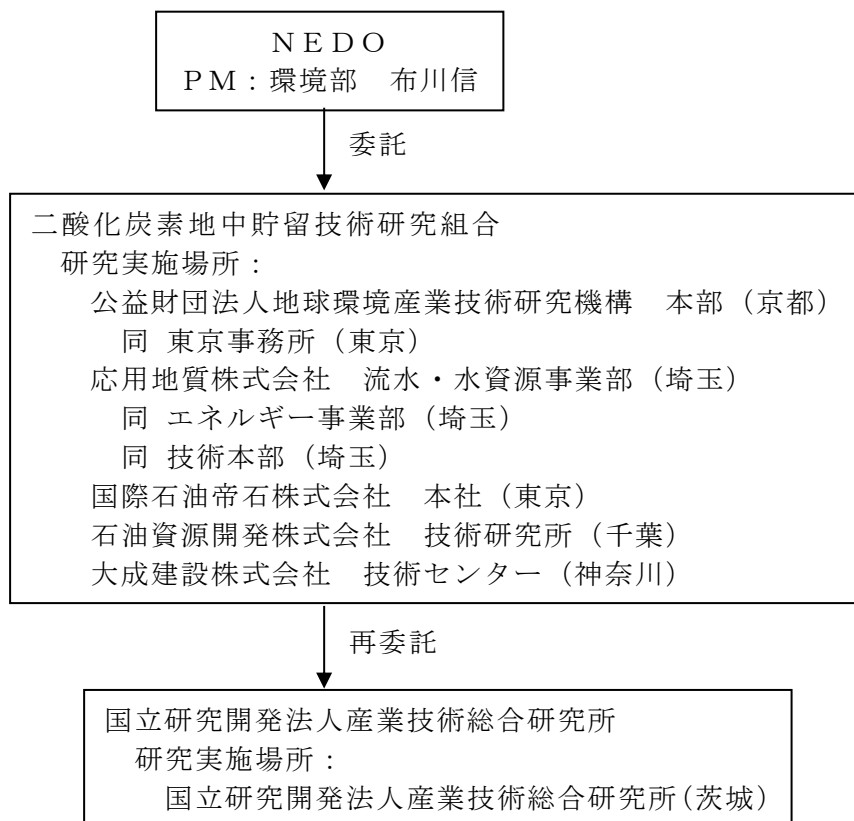 ＮＥＤＯ
ＰＭ：環境部　布川信
委託
二酸化炭素地中貯留技術研究組合
研究実施場所：
公益財団法人地球環境産業技術研究機構　本部（京都）
同 東京事務所（東京）
応用地質株式会社　流水・水資源事業部（埼玉）
同 エネルギー事業部（埼玉）
同 技術本部（埼玉）
国際石油帝石株式会社　本社（東京）
石油資源開発株式会社　技術研究所（千葉）
大成建設株式会社　技術センター（神奈川）
再委託
国立研究開発法人産業技術総合研究所
研究実施場所：
国立研究開発法人産業技術総合研究所（茨城）